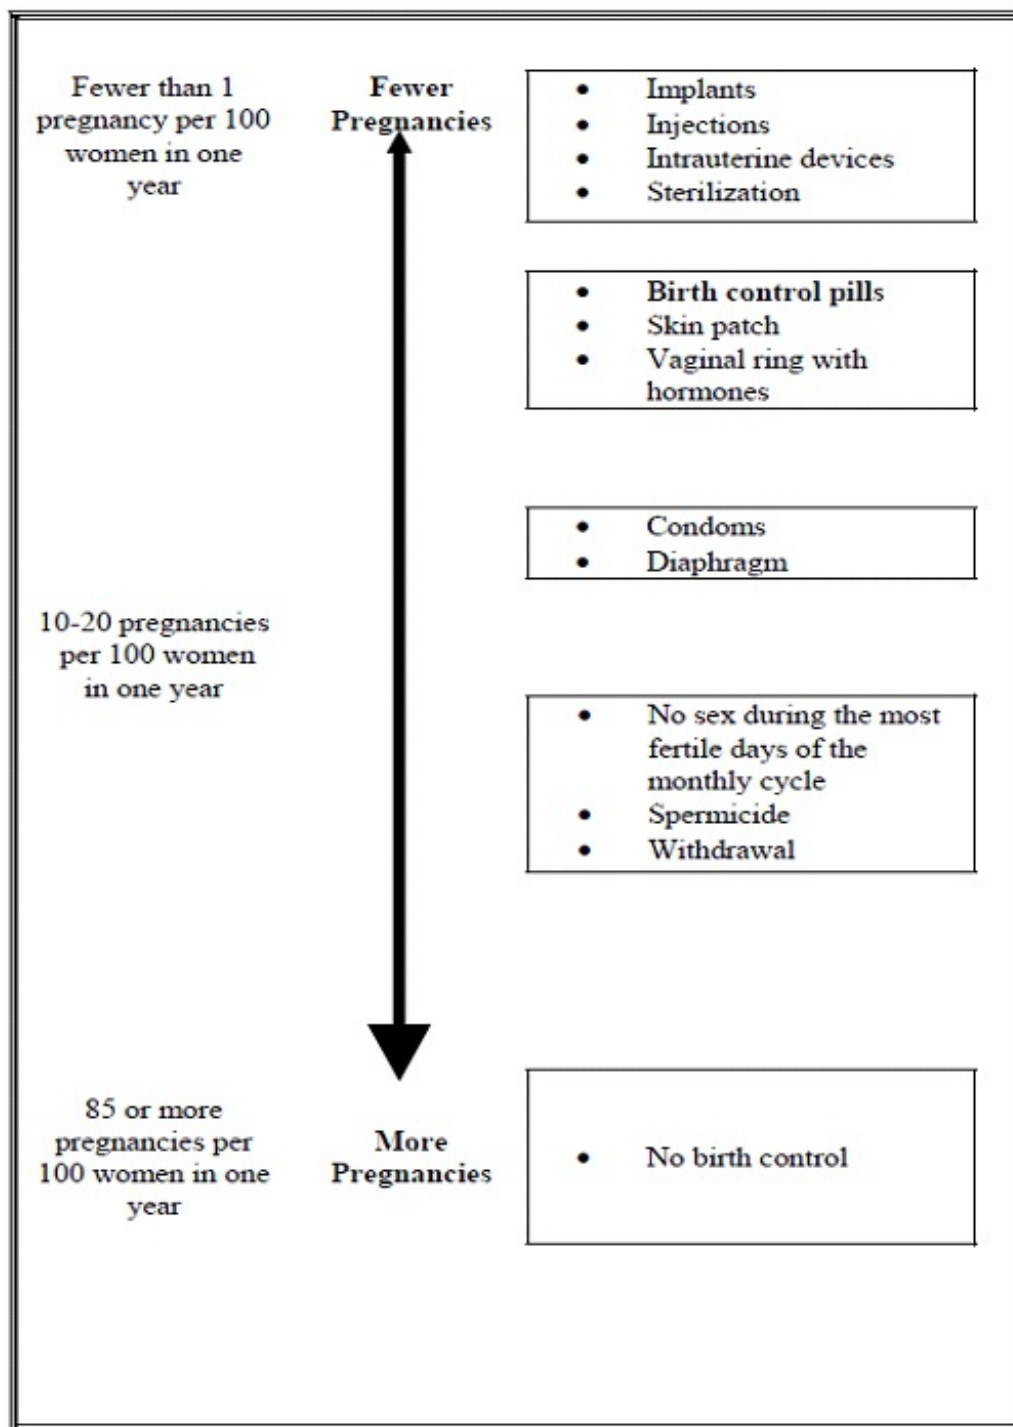 Fewer than 1
pregnancy per 100
women in one
year
Fewer
Pregnancies
• Implants
• Injections
• Intrauterine devices
• Sterilization
• Birth control pills
• Skin patch
• Vaginal ring with
hormones
• Condoms
• Diaphragm
10-20 pregnancies
per 100 women
in one year
• No sex during the most
fertile days of the
monthly cycle
• Spermicide
• Withdrawal
85 or more
pregnancies per
100 women in one
year
More
Pregnancies
• No birth control